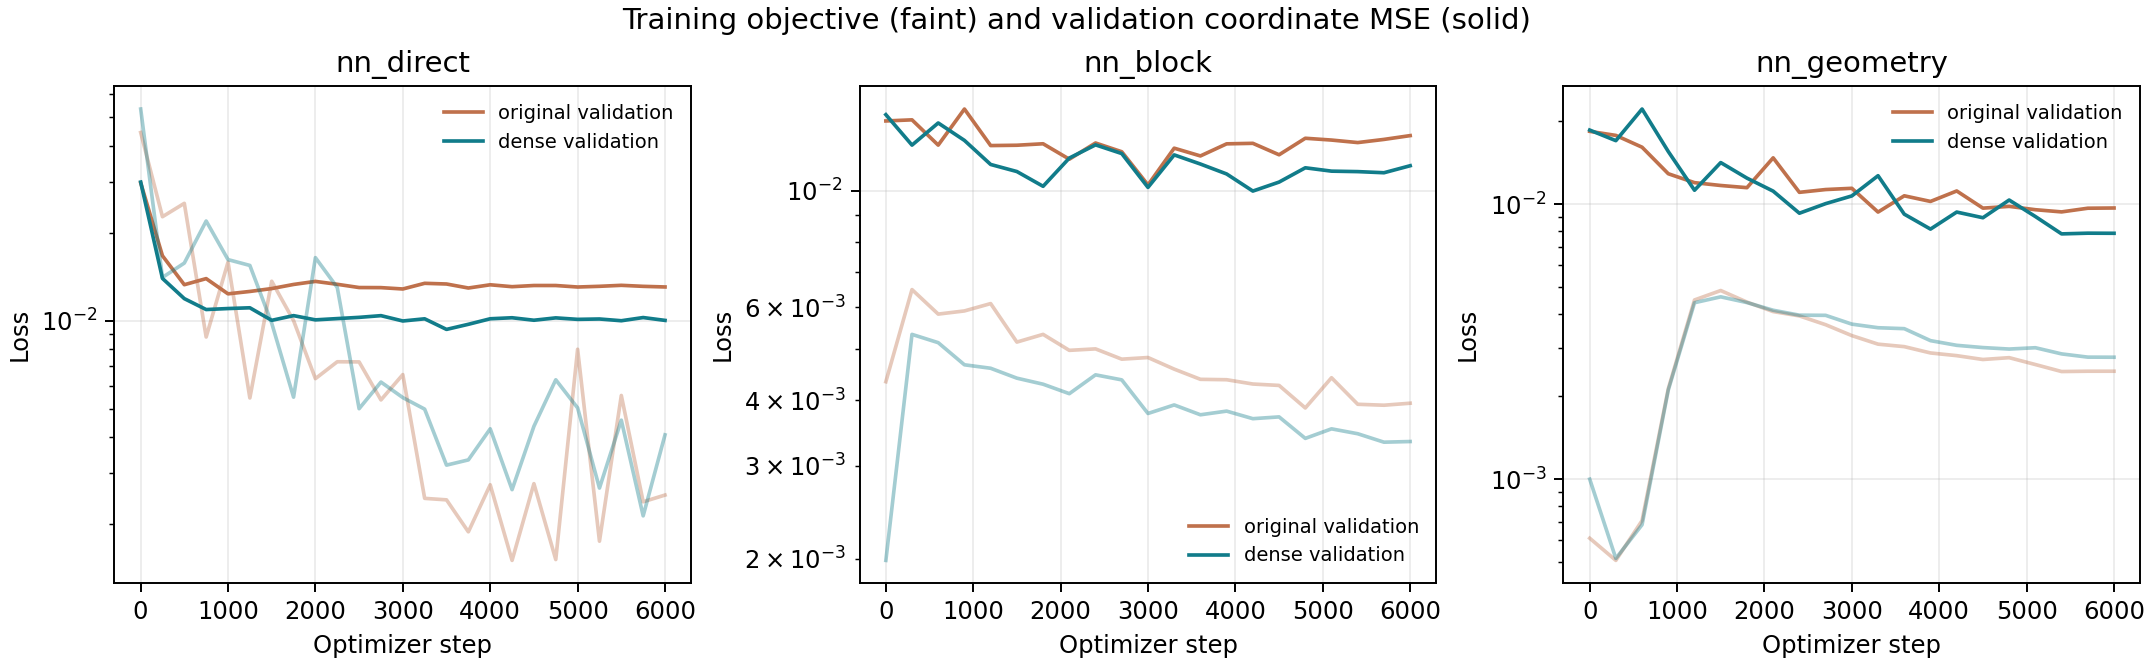 Training objective (faint) and validation coordinate MSE (solid)
nn_direct
original validation
dense validation
Loss
10⁻²
0 1000 2000 3000 4000 5000 6000
Optimizer step
nn_block
Loss
10⁻²
6 × 10⁻³
4 × 10⁻³
3 × 10⁻³
2 × 10⁻³
original validation
dense validation
0 1000 2000 3000 4000 5000 6000
Optimizer step
nn_geometry
original validation
dense validation
Loss
10⁻²
10⁻³
0 1000 2000 3000 4000 5000 6000
Optimizer step